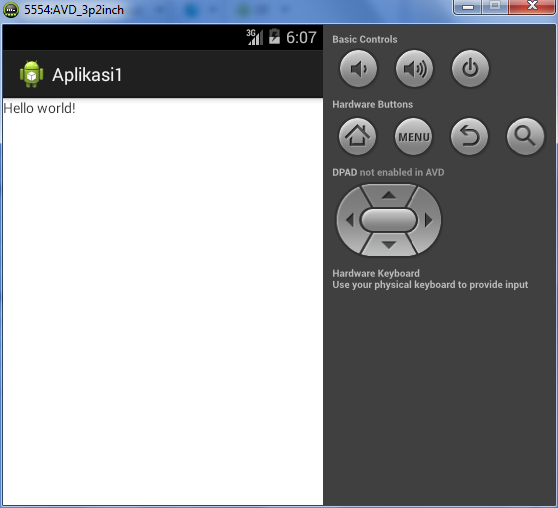 5554:AVD_3p2inch
3G 6:07
Aplikasi1
Hello world!
Basic Controls
Hardware Buttons
MENU
DPAD not enabled in AVD
Hardware Keyboard
Use your physical keyboard to provide input